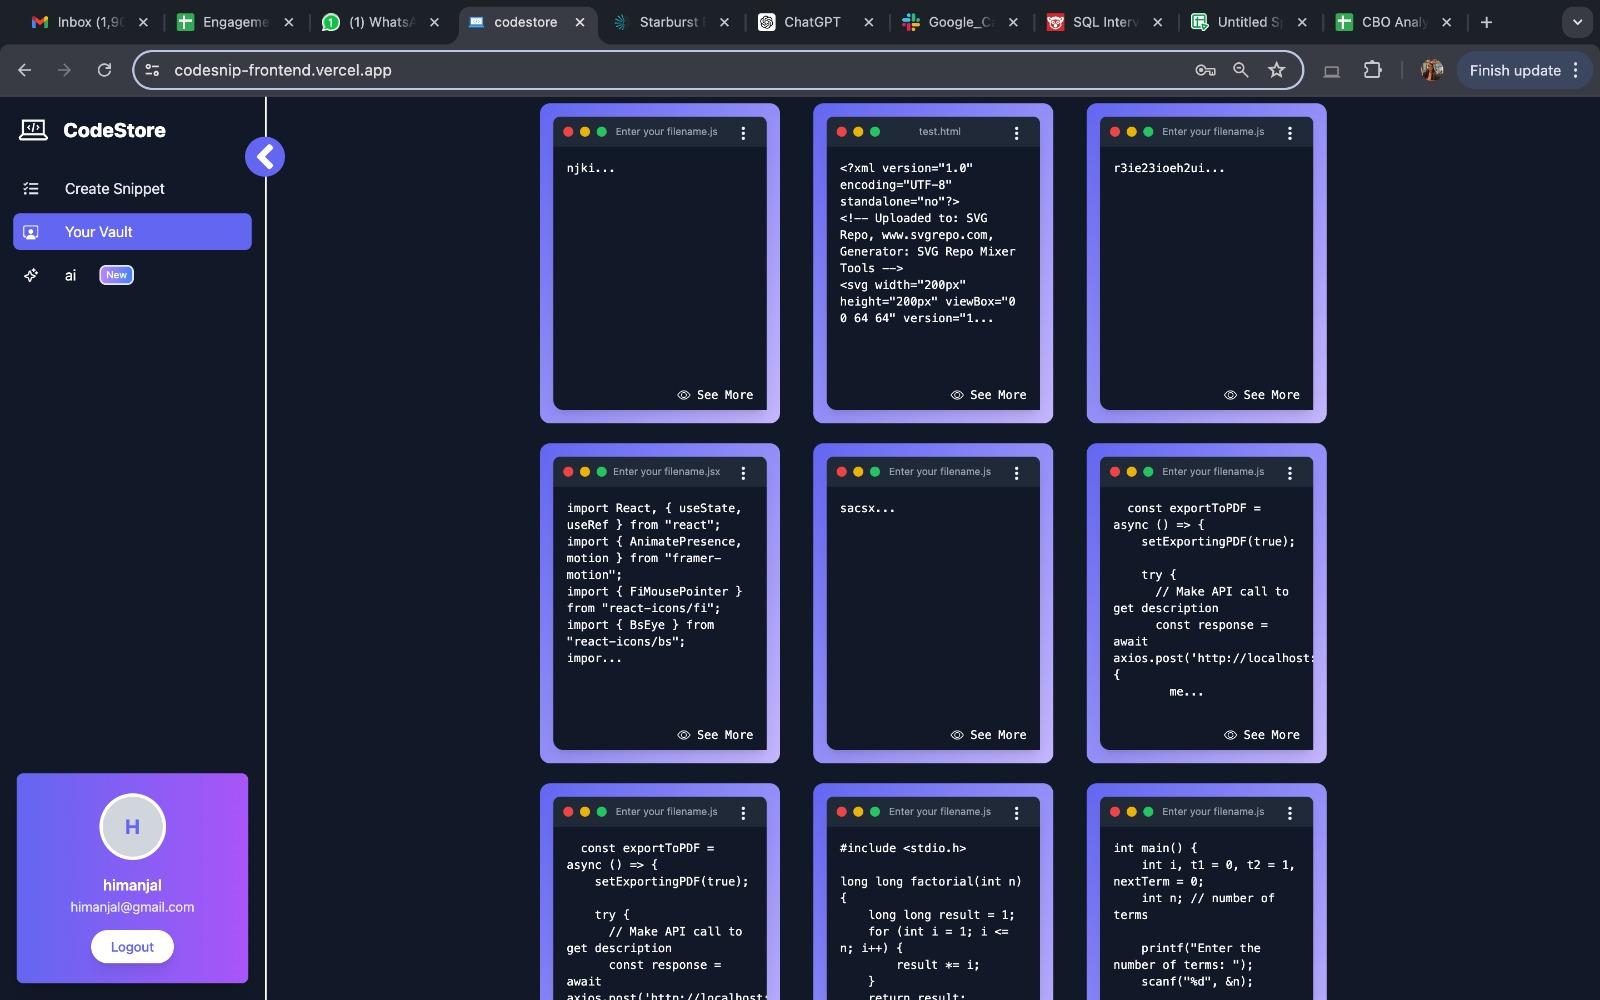 Inbox (1,90
Engageme
(1) WhatsA
codestore
Starburst
ChatGPT
Google_Ca
SQL Interv
Untitled S
CBO Analy
codesnip-frontend.vercel.app
Finish update
CodeStore
Create Snippet
Your Vault
ai
New
H
himanjal
himanjal@gmail.com
Logout
Enter your filename.js
njki...
See More
test.html
<?xml version="1.0"
encoding="UTF-8"
standalone="no"?>
<!-- Uploaded to: SVG
Repo, www.svgrepo.com,
Generator: SVG Repo Mixer
Tools -->
<svg width="200px"
height="200px" viewBox="0
0 64 64" version="1...
See More
Enter your filename.js
r3ie23ioeh2ui...
See More
Enter your filename.jsx
import React, { useState,
useRef } from "react";
import { AnimatePresence,
motion } from "framer-
motion";
import { FiMousePointer }
from "react-icons/fi";
import { BsEye } from
"react-icons/bs";
impor...
See More
Enter your filename.js
sacsx...
See More
Enter your filename.js
const exportToPDF =
async () => {
setExportingPDF(true);
try {
// Make API call to
get description
const response =
await
axios.post('http://localhost:
{
me...
See More
Enter your filename.js
const exportToPDF =
async () => {
setExportingPDF(true);
try {
// Make API call to
get description
const response =
await
axios.post('http://localhost:
Enter your filename.js
#include <stdio.h>
long long factorial(int n)
{
long long result = 1;
for (int i = 1; i <=
n; i++) {
result *= i;
}
return result;
Enter your filename.js
int main() {
int i, t1 = 0, t2 = 1,
nextTerm = 0;
int n; // number of
terms
printf("Enter the
number of terms: ");
scanf("%d", &n);